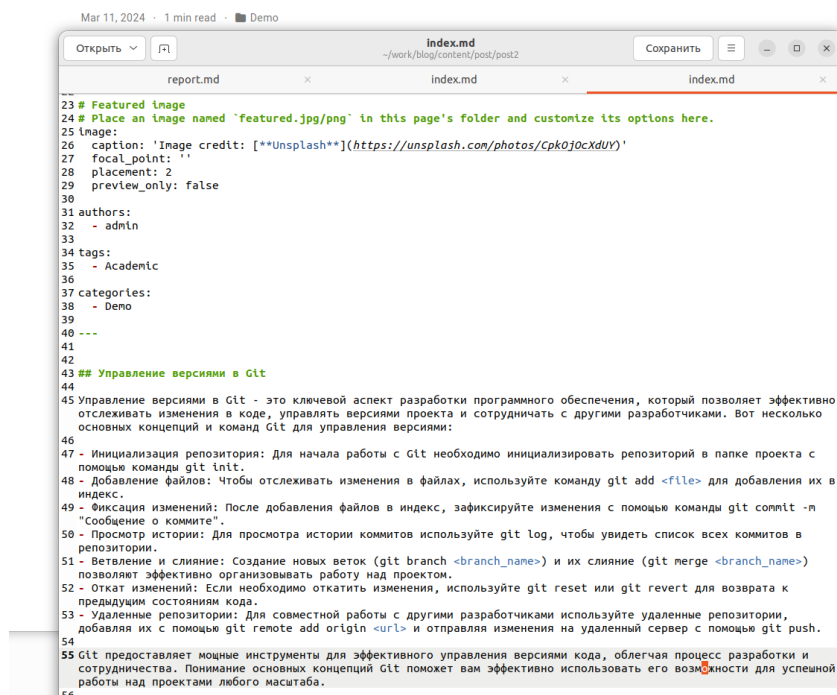 Mar 11, 2024 · 1 min read · Demo
Открыть
index.md
~/work/blog/content/post/post2
Сохранить
report.md × index.md × index.md ×
23 # Featured image
24 # Place an image named `featured.jpg/png` in this page's folder and customize its options here.
25 image:
26   caption: 'Image credit: [**Unsplash**](https://unsplash.com/photos/CpkOjOcXdUY)'
27   focal_point: ''
28   placement: 2
29   preview_only: false
30
31 authors:
32   - admin
33
34 tags:
35   - Academic
36
37 categories:
38   - Demo
39
40 ---
41
42
43 ## Управление версиями в Git
44
45 Управление версиями в Git - это ключевой аспект разработки программного обеспечения, который позволяет эффективно
отслеживать изменения в коде, управлять версиями проекта и сотрудничать с другими разработчиками. Вот несколько
основных концепций и команд Git для управления версиями:
46
47 - Инициализация репозитория: Для начала работы с Git необходимо инициализировать репозиторий в папке проекта с
помощью команды git init.
48 - Добавление файлов: Чтобы отслеживать изменения в файлах, используйте команду git add <file> для добавления их в
индекс.
49 - Фиксация изменений: После добавления файлов в индекс, зафиксируйте изменения с помощью команды git commit -m
"Сообщение о коммите".
50 - Просмотр истории: Для просмотра истории коммитов используйте git log, чтобы увидеть список всех коммитов в
репозитории.
51 - Ветвление и слияние: Создание новых веток (git branch <branch_name>) и их слияние (git merge <branch_name>)
позволяют эффективно организовывать работу над проектом.
52 - Откат изменений: Если необходимо откатить изменения, используйте git reset или git revert для возврата к
предыдущим состояниям кода.
53 - Удаленные репозитории: Для совместной работы с другими разработчиками используйте удаленные репозитории,
добавляя их с помощью git remote add origin <url> и отправляя изменения на удаленный сервер с помощью git push.
54
55 Git предоставляет мощные инструменты для эффективного управления версиями кода, облегчая процесс разработки и
сотрудничества. Понимание основных концепций Git поможет вам эффективно использовать его возможности для успешной
работы над проектами любого масштаба.